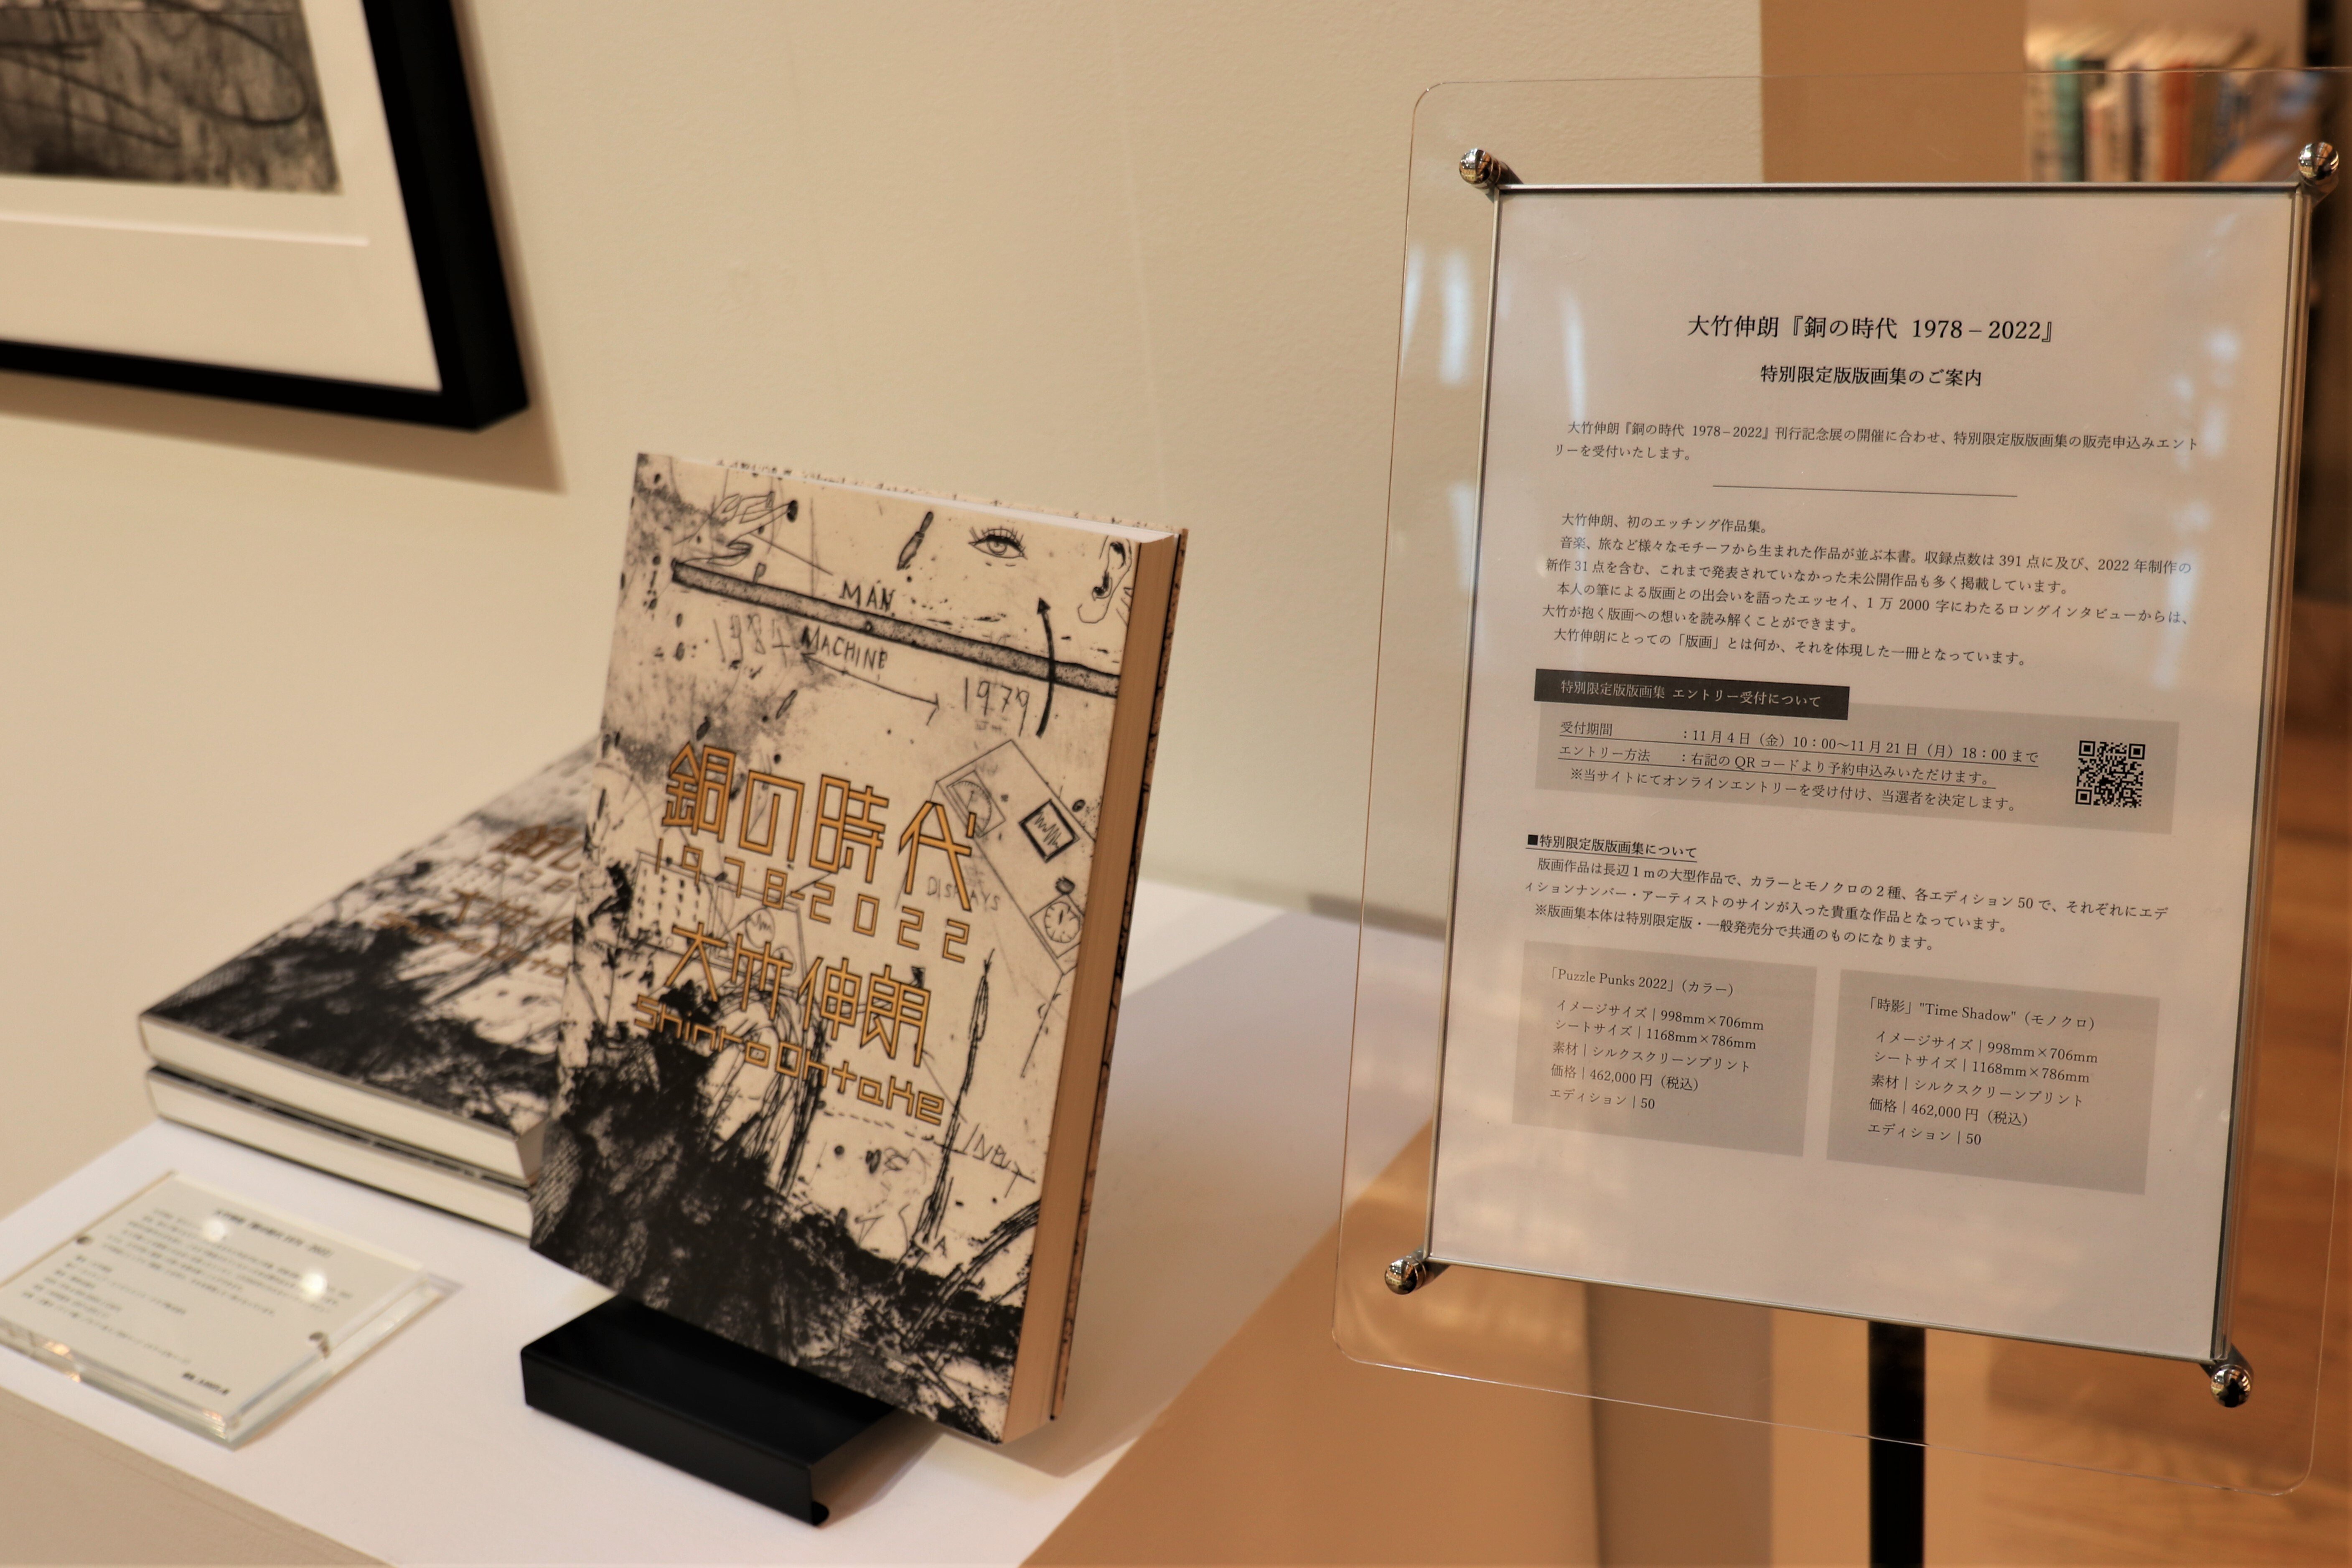 MAN
1984
MACHINE
1979
銅の時代
1978-2022
DISPLAYS
大竹伸朗
Shinro Ohtake
INPUT
大竹伸朗『銅の時代 1978 – 2022』
特別限定版版画集のご案内
大竹伸朗『銅の時代 1978 – 2022』刊行記念展の開催に合わせ、特別限定版版画集の販売申込みエント
リーを受付いたします。
大竹伸朗、初のエッチング作品集。
音楽、旅など様々なモチーフから生まれた作品が並ぶ本書。収録点数は 391 点に及び、2022 年制作の
新作 31 点を含む、これまで発表されていなかった未公開作品も多く掲載しています。
本人の筆による版画との出会いを語ったエッセイ、1 万 2000 字にわたるロングインタビューからは、
大竹が抱く版画への想いを読み解くことができます。
大竹伸朗にとっての「版画」とは何か、それを体現した一冊となっています。
特別限定版版画集 エントリー受付について
受付期間 ：11 月 4 日（金）10：00〜11 月 21 日（月）18：00 まで
エントリー方法 ：右記の QR コードより予約申込みいただけます。
※当サイトにてオンラインエントリーを受け付け、当選者を決定します。
■特別限定版版画集について
版画作品は長辺 1 ｍの大型作品で、カラーとモノクロの 2 種、各エディション 50 で、それぞれにエデ
ィションナンバー・アーティストのサインが入った貴重な作品となっています。
※版画集本体は特別限定版・一般発売分で共通のものになります。
「Puzzle Punks 2022」（カラー）
イメージサイズ｜998mm×706mm
シートサイズ｜1168mm×786mm
素材｜シルクスクリーンプリント
価格｜462,000 円（税込）
エディション｜50
「時影」"Time Shadow"（モノクロ）
イメージサイズ｜998mm×706mm
シートサイズ｜1168mm×786mm
素材｜シルクスクリーンプリント
価格｜462,000 円（税込）
エディション｜50